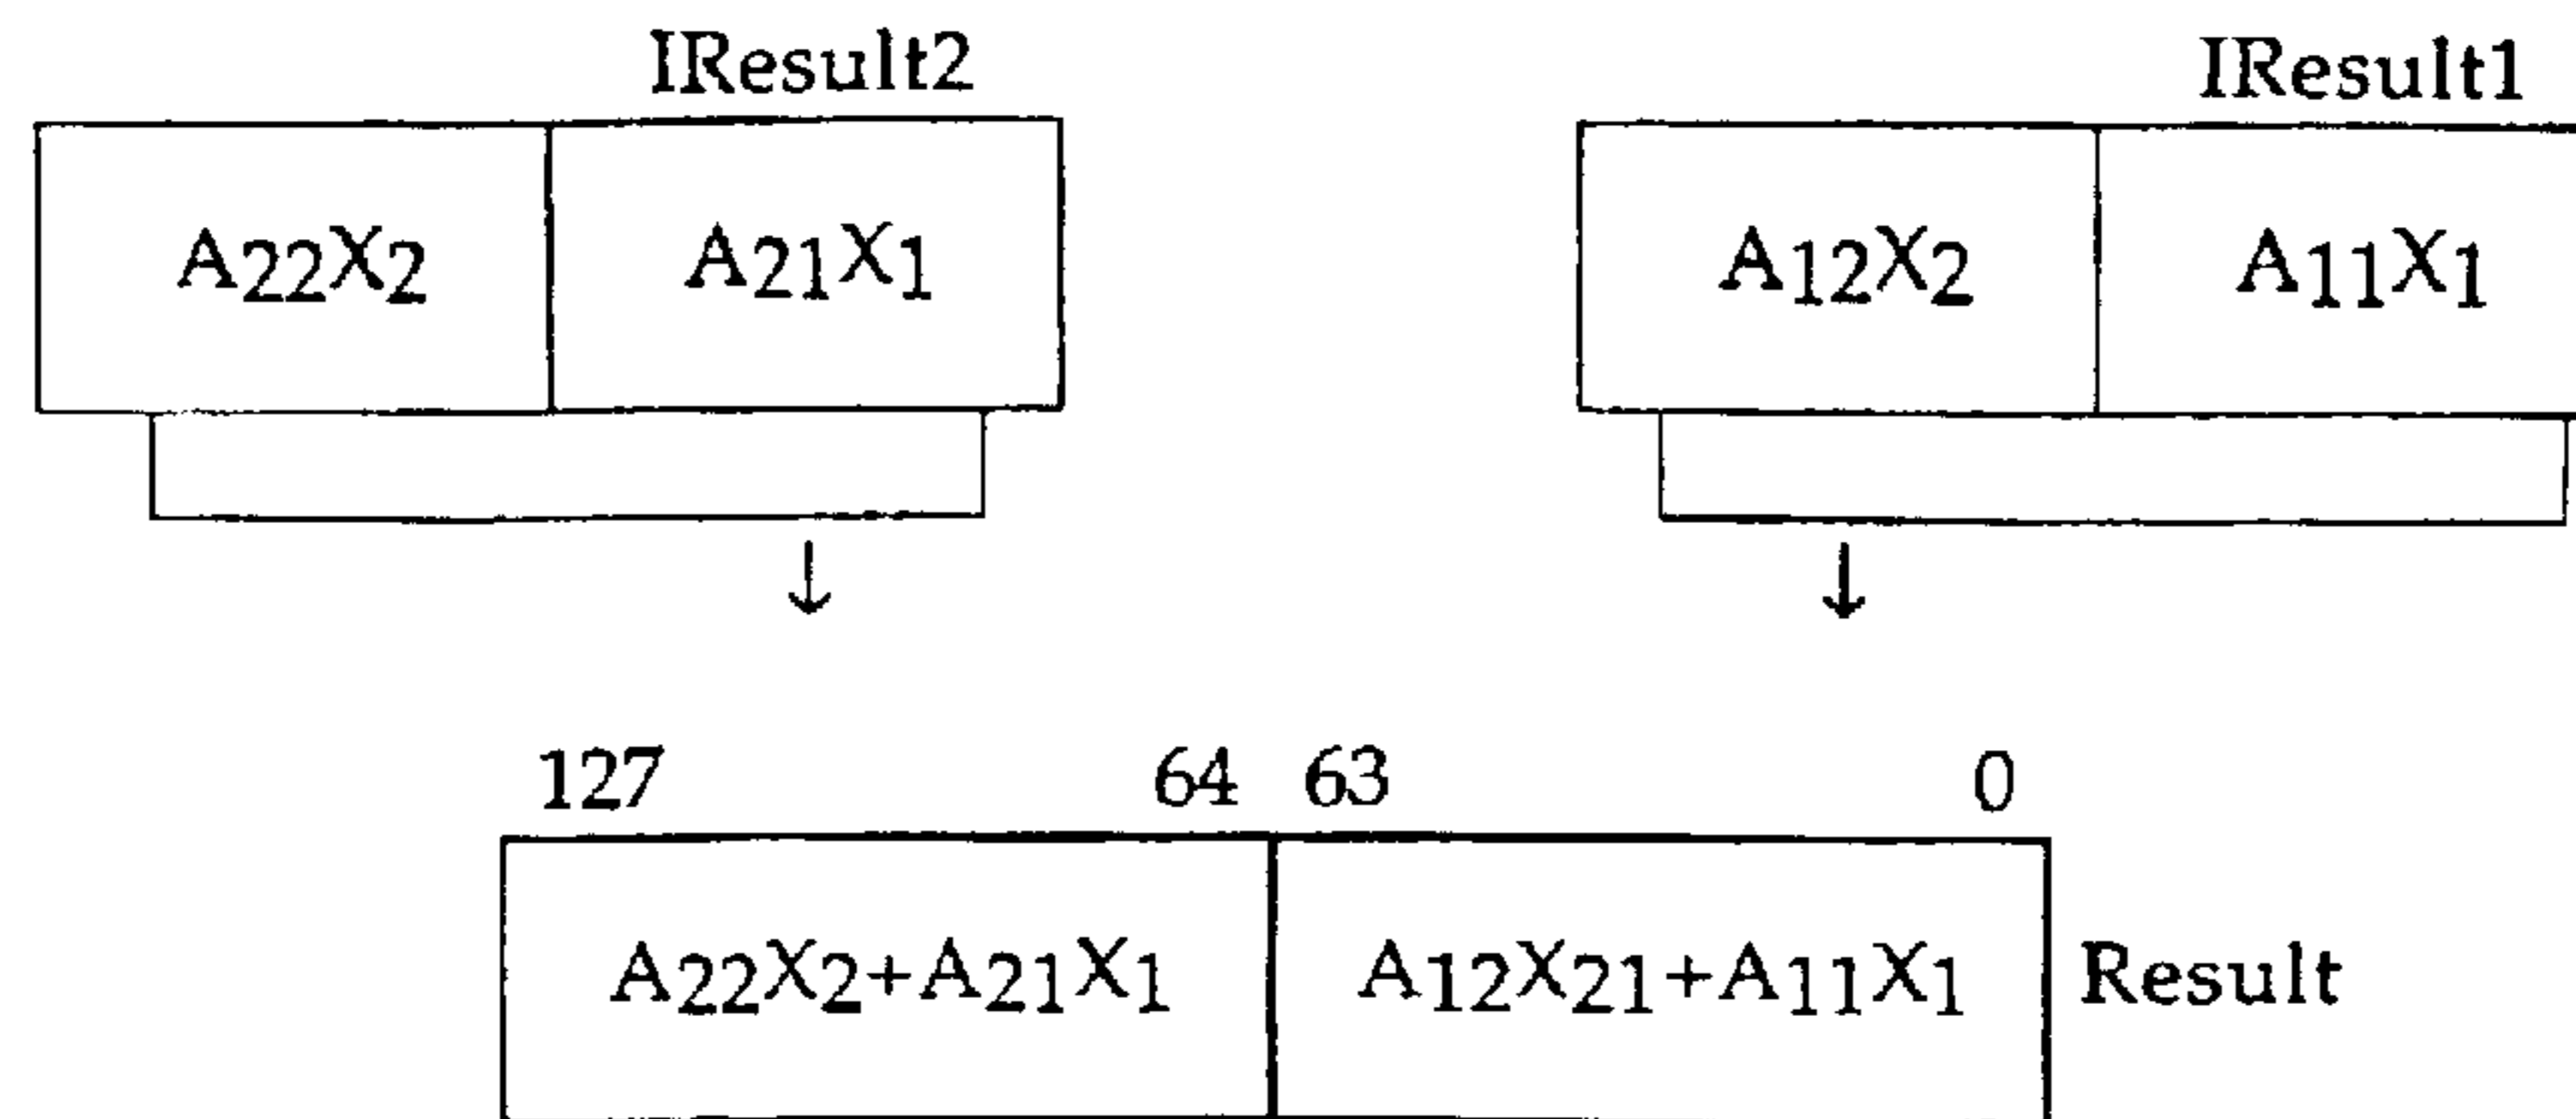 IResult2 IResult1
A22X2 A21X1 A12X2 A11X1
↓ ↓
127 64 63 0
A22X2+A21X1 A12X21+A11X1 Result